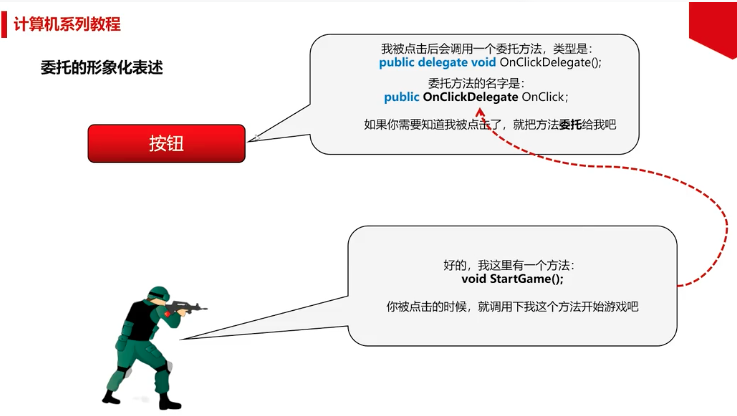 计算机系列教程
委托的形象化表述
我被点击后会调用一个委托方法，类型是：
public delegate void OnClickDelegate();
委托方法的名字是：
public OnClickDelegate OnClick;
如果你需要知道我被点击了，就把方法委托给我吧
按钮
好的，我这里有一个方法：
void StartGame();
你被点击的时候，就调用下我这个方法开始游戏吧